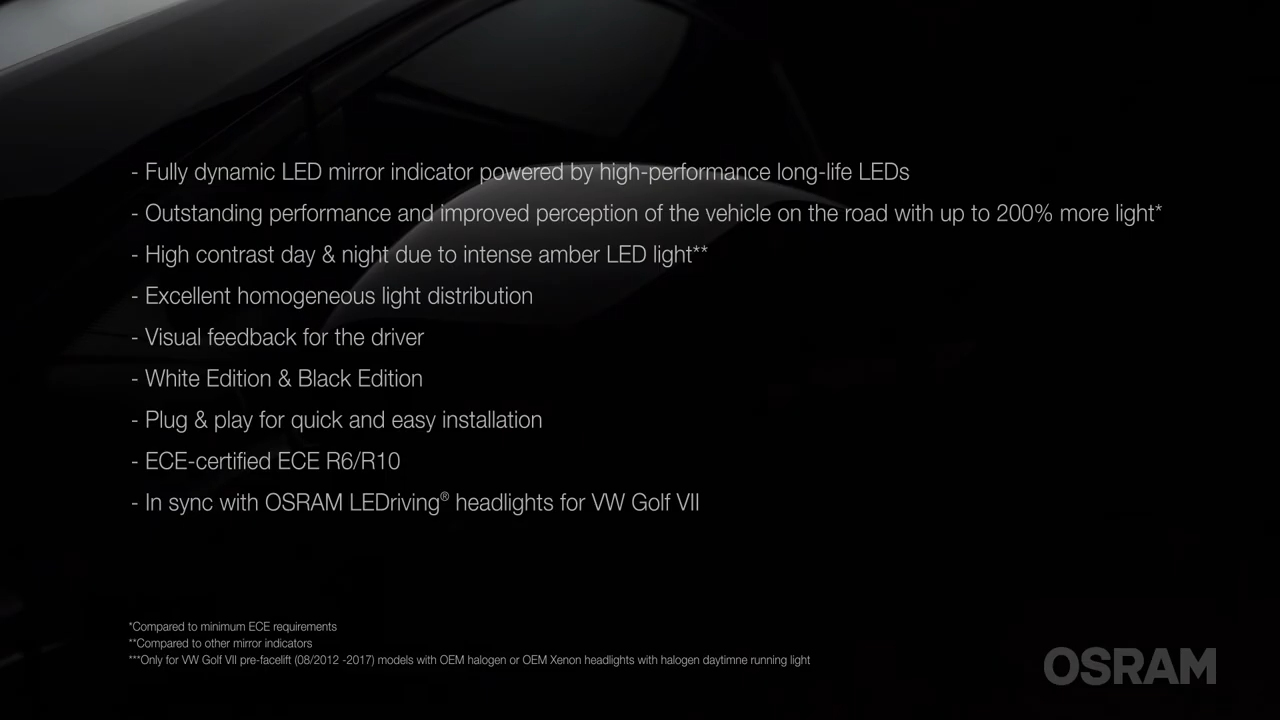 - Fully dynamic LED mirror indicator powered by high-performance long-life LEDs
- Outstanding performance and improved perception of the vehicle on the road with up to 200% more light*
- High contrast day & night due to intense amber LED light**
- Excellent homogeneous light distribution
- Visual feedback for the driver
- White Edition & Black Edition
- Plug & play for quick and easy installation
- ECE-certified ECE R6/R10
- In sync with OSRAM LEDriving® headlights for VW Golf VII
*Compared to minimum ECE requirements
**Compared to other mirror indicators
***Only for VW Golf VII pre-facelift (08/2012 -2017) models with OEM halogen or OEM Xenon headlights with halogen daytimne running light
OSRAM